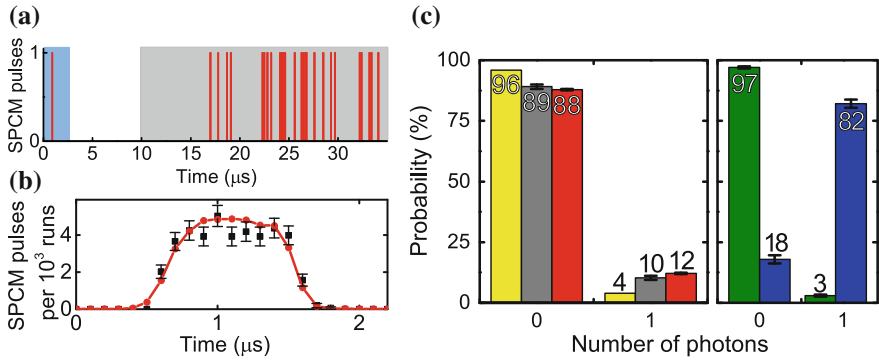 (a)
SPCM pulses
1
0
0 5 10 15 20 25 30
Time (μs)
(b)
SPCM pulses
per 10³ runs
4
2
0
0 1 2
Time (μs)
(c)
Probability (%)
100
75
50
25
0
96
89
88
4
10
12
0 1
97
18
3
82
0 1
Number of photons